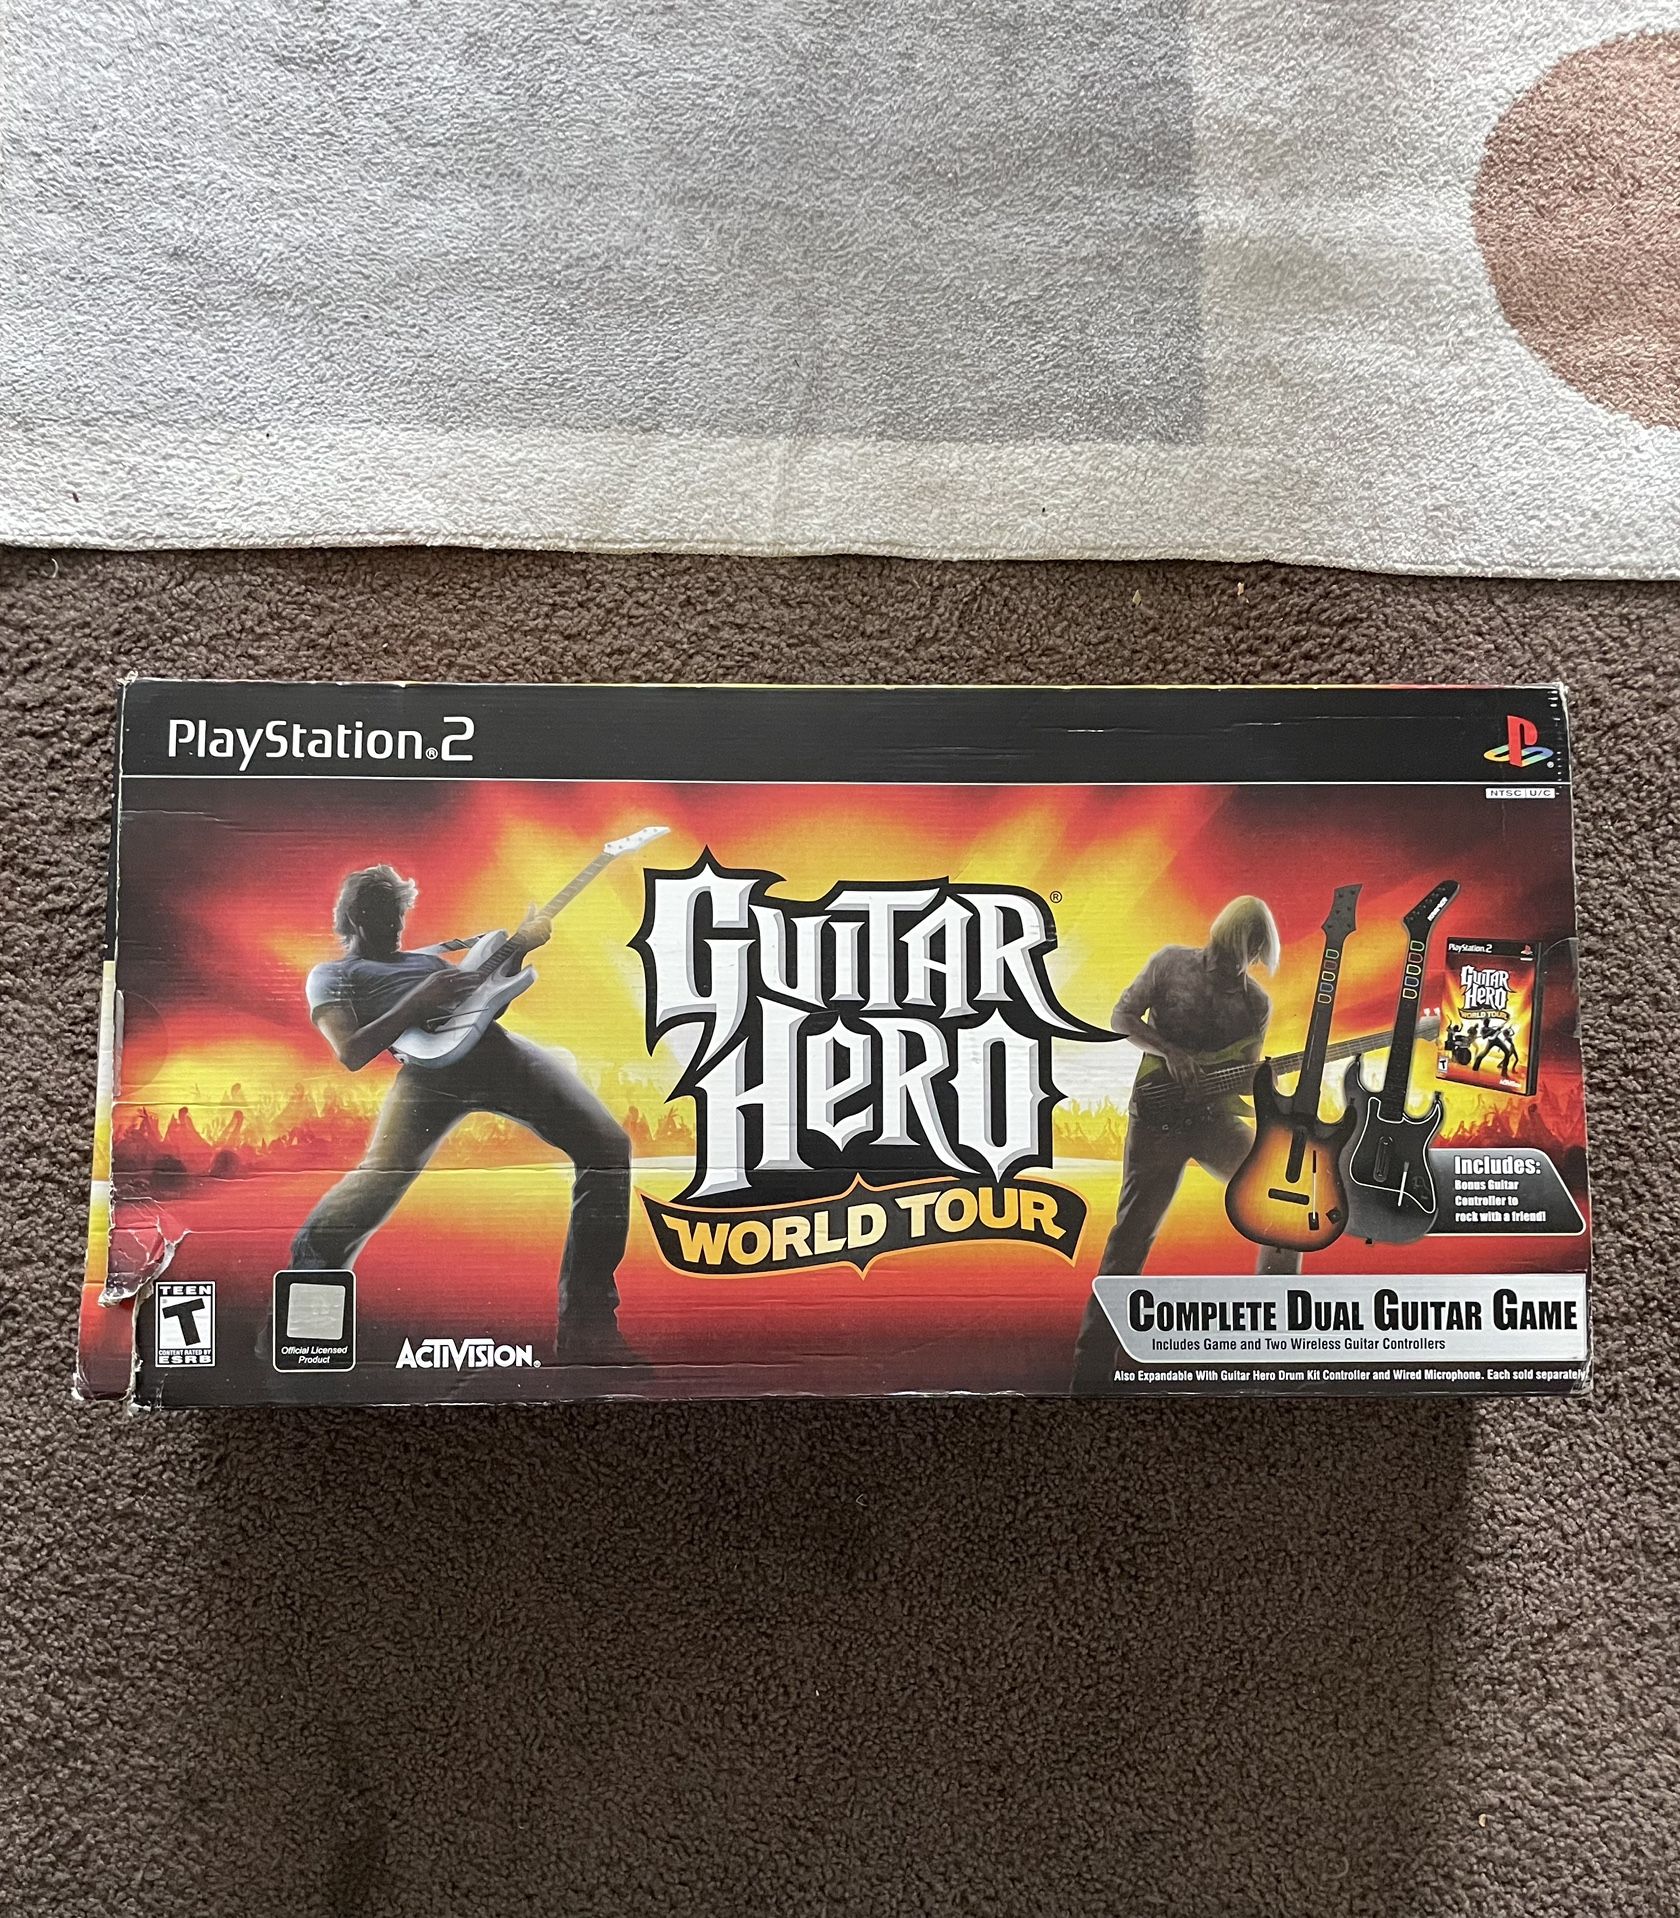 PlayStation®2
NTSC U/C
GUITAR
HERO®
WORLD TOUR
PlayStation.2
GUITAR
HERO
WORLD TOUR
ACTIVISION
Includes:
Bonus Guitar
Controller to
rock with a friend!
COMPLETE DUAL GUITAR GAME
Includes Game and Two Wireless Guitar Controllers
Also Expandable With Guitar Hero Drum Kit Controller and Wired Microphone. Each sold separately.
TEEN
T
CONTENT RATED BY
ESRB
Official Licensed
Product
ACTIVISION®